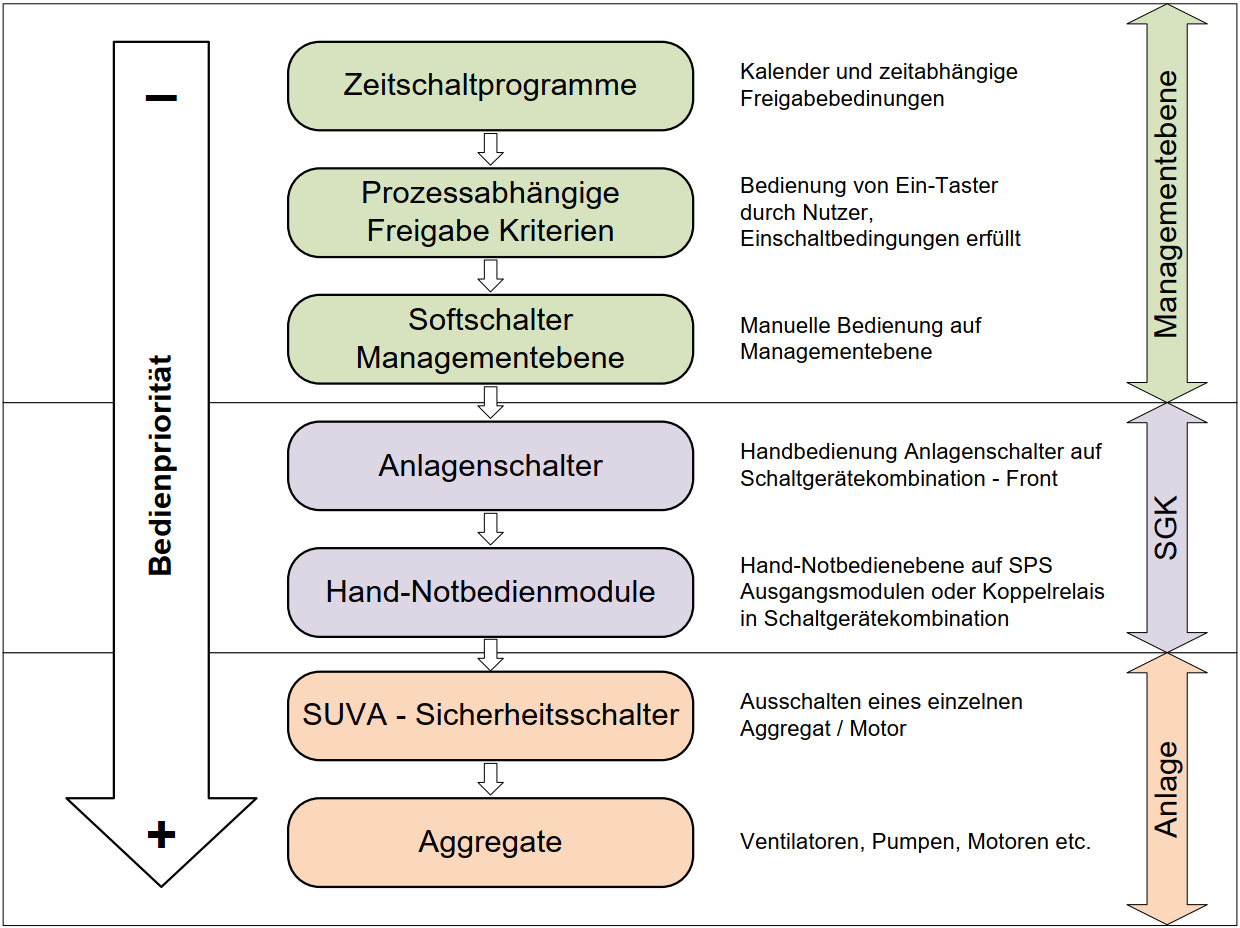 −
Bedienpriorität
+
Zeitschaltprogramme
Kalender und zeitabhängige
Freigabebedinungen
Prozessabhängige
Freigabe Kriterien
Bedienung von Ein-Taster
durch Nutzer,
Einschaltbedingungen erfüllt
Softschalter
Managementebene
Manuelle Bedienung auf
Managementebene
Managementebene
Anlagenschalter
Handbedienung Anlagenschalter auf
Schaltgerätekombination - Front
Hand-Notbedienmodule
Hand-Notbedienebene auf SPS
Ausgangsmodulen oder Koppelrelais
in Schaltgerätekombination
SGK
SUVA - Sicherheitsschalter
Ausschalten eines einzelnen
Aggregat / Motor
Aggregate
Ventilatoren, Pumpen, Motoren etc.
Anlage